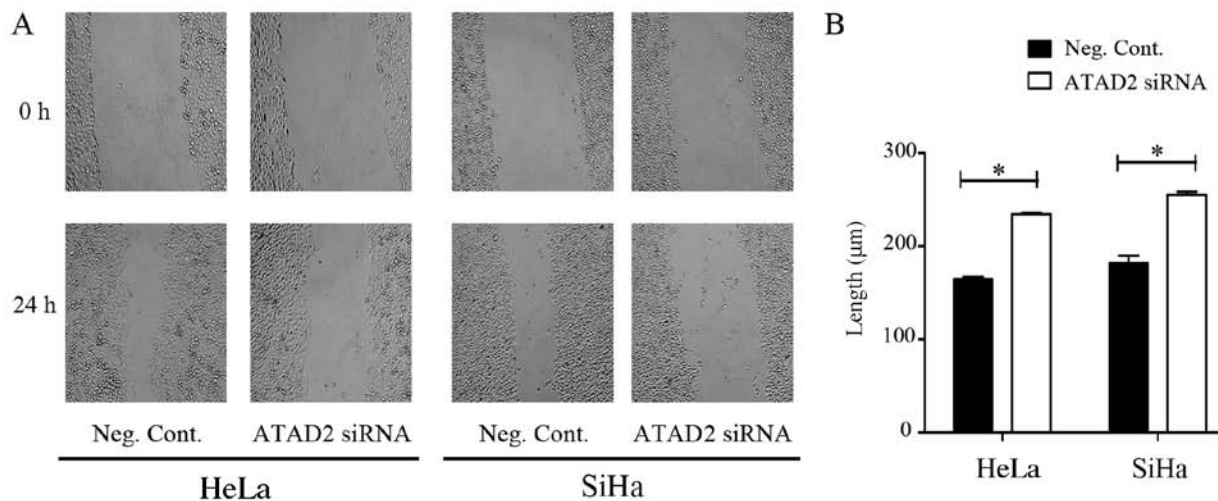 A
0 h
24 h
Neg. Cont.
ATAD2 siRNA
Neg. Cont.
ATAD2 siRNA
HeLa
SiHa
B
Neg. Cont.
ATAD2 siRNA
300
200
100
0
Length (μm)
*
*
HeLa
SiHa